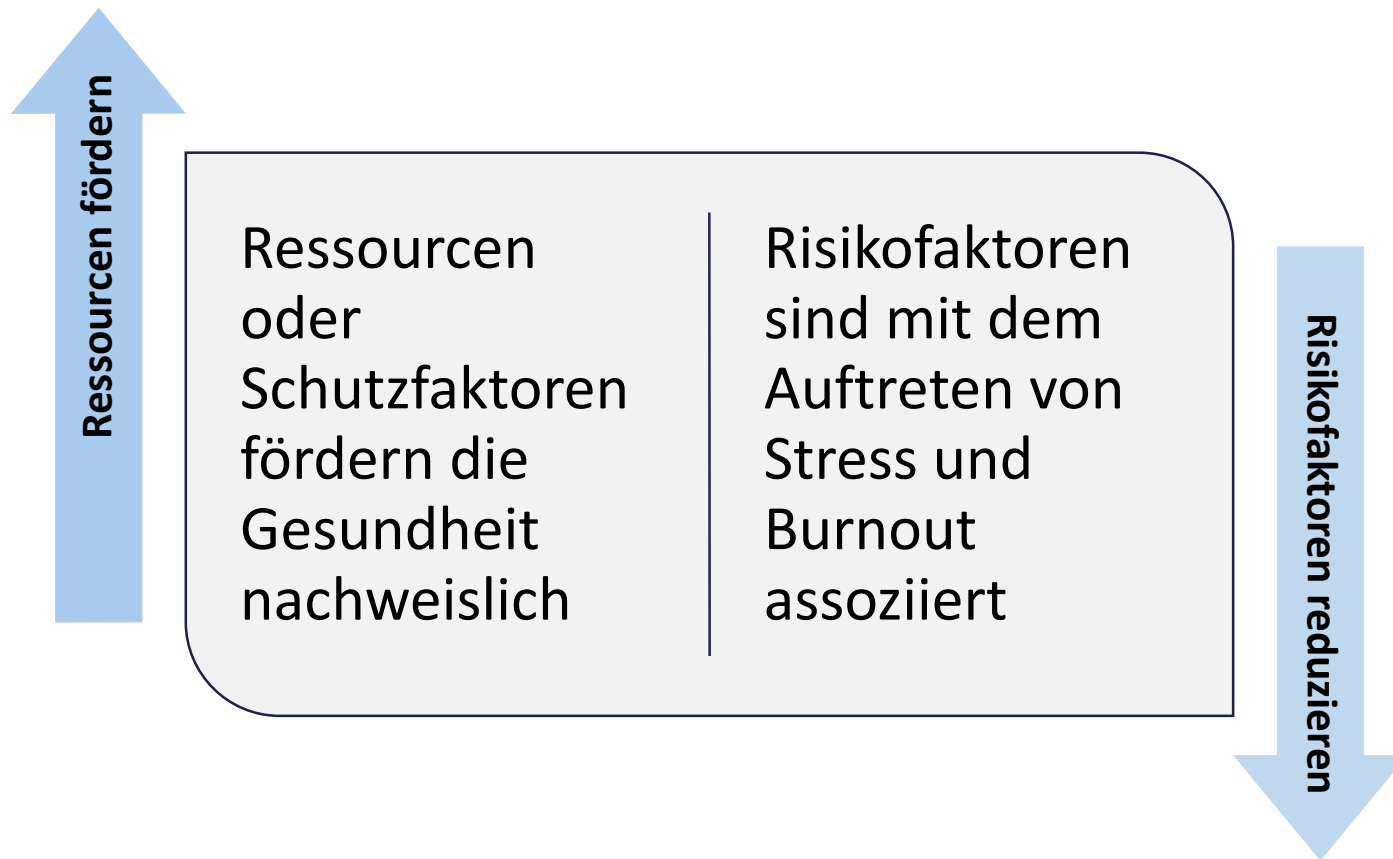 Ressourcen fördern
Ressourcen
oder
Schutzfaktoren
fördern die
Gesundheit
nachweislich
Risikofaktoren
sind mit dem
Auftreten von
Stress und
Burnout
assoziiert
Risikofaktoren reduzieren